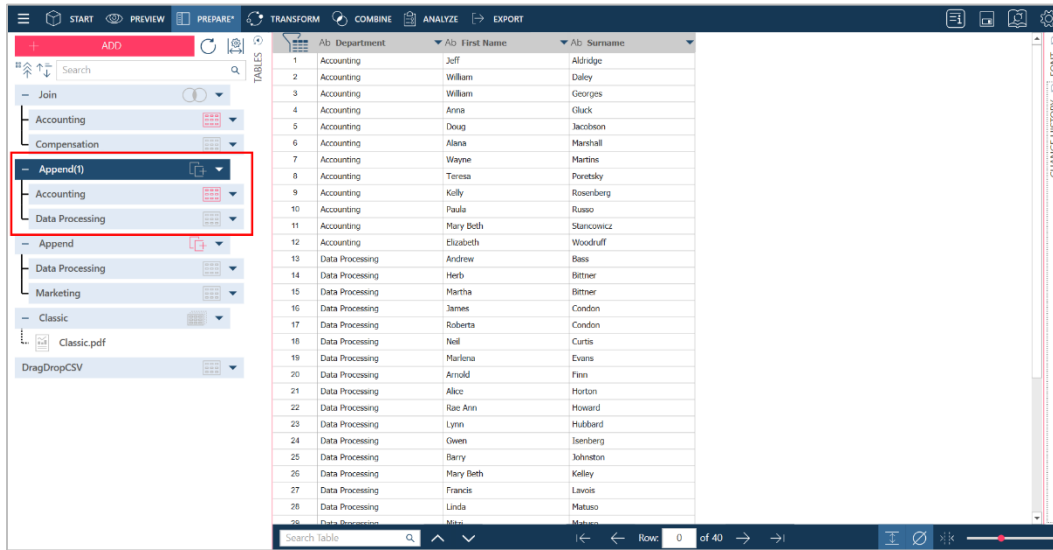 START PREVIEW PREPARE* TRANSFORM COMBINE ANALYZE EXPORT
ADD
Search
TABLES
Join
Accounting
Compensation
Append(1)
Accounting
Data Processing
Append
Data Processing
Marketing
Classic
Classic.pdf
DragDropCSV
Ab Department Ab First Name Ab Surname
1 Accounting Jeff Aldridge
2 Accounting William Daley
3 Accounting William Georges
4 Accounting Anna Gluck
5 Accounting Doug Jacobson
6 Accounting Alana Marshall
7 Accounting Wayne Martins
8 Accounting Teresa Poretsky
9 Accounting Kelly Rosenberg
10 Accounting Paula Russo
11 Accounting Mary Beth Stancowicz
12 Accounting Elizabeth Woodruff
13 Data Processing Andrew Bass
14 Data Processing Herb Bittner
15 Data Processing Martha Bittner
16 Data Processing James Condon
17 Data Processing Roberta Condon
18 Data Processing Neil Curtis
19 Data Processing Marlena Evans
20 Data Processing Arnold Finn
21 Data Processing Alice Horton
22 Data Processing Rae Ann Howard
23 Data Processing Lynn Hubbard
24 Data Processing Gwen Isenberg
25 Data Processing Barry Johnston
26 Data Processing Mary Beth Kelley
27 Data Processing Francis Lavois
28 Data Processing Linda Matuso
29 Data Processing Mitzi Matuso
Search Table Row: 0 of 40
CHANGE HISTORY FONT